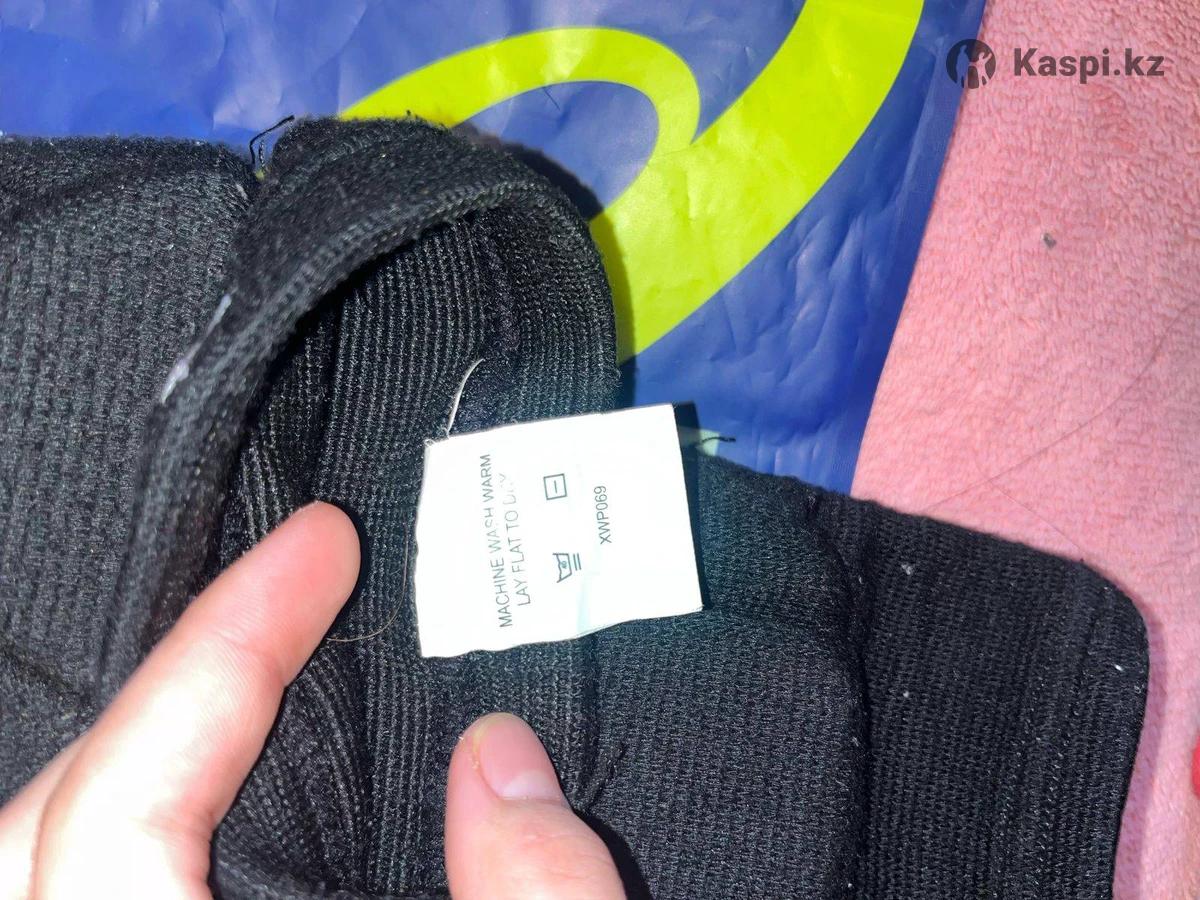 Kaspi.kz
MACHINE WASH WARM
LAY FLAT TO DRY
XWP069